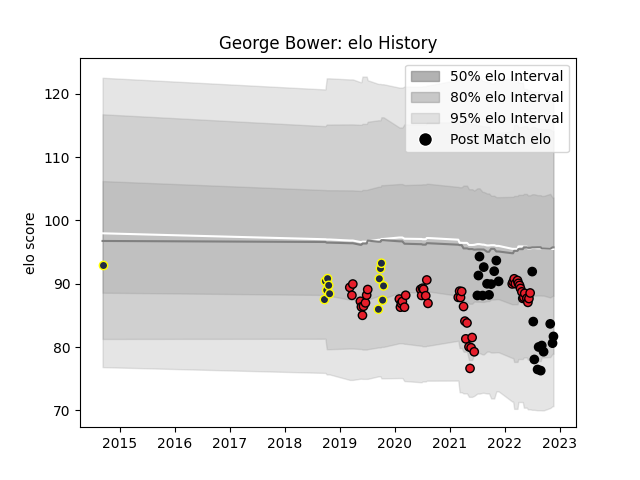 George Bower: elo History
50% elo Interval
80% elo Interval
95% elo Interval
Post Match elo
elo score
120
110
100
90
80
70
2015 2016 2017 2018 2019 2020 2021 2022 2023